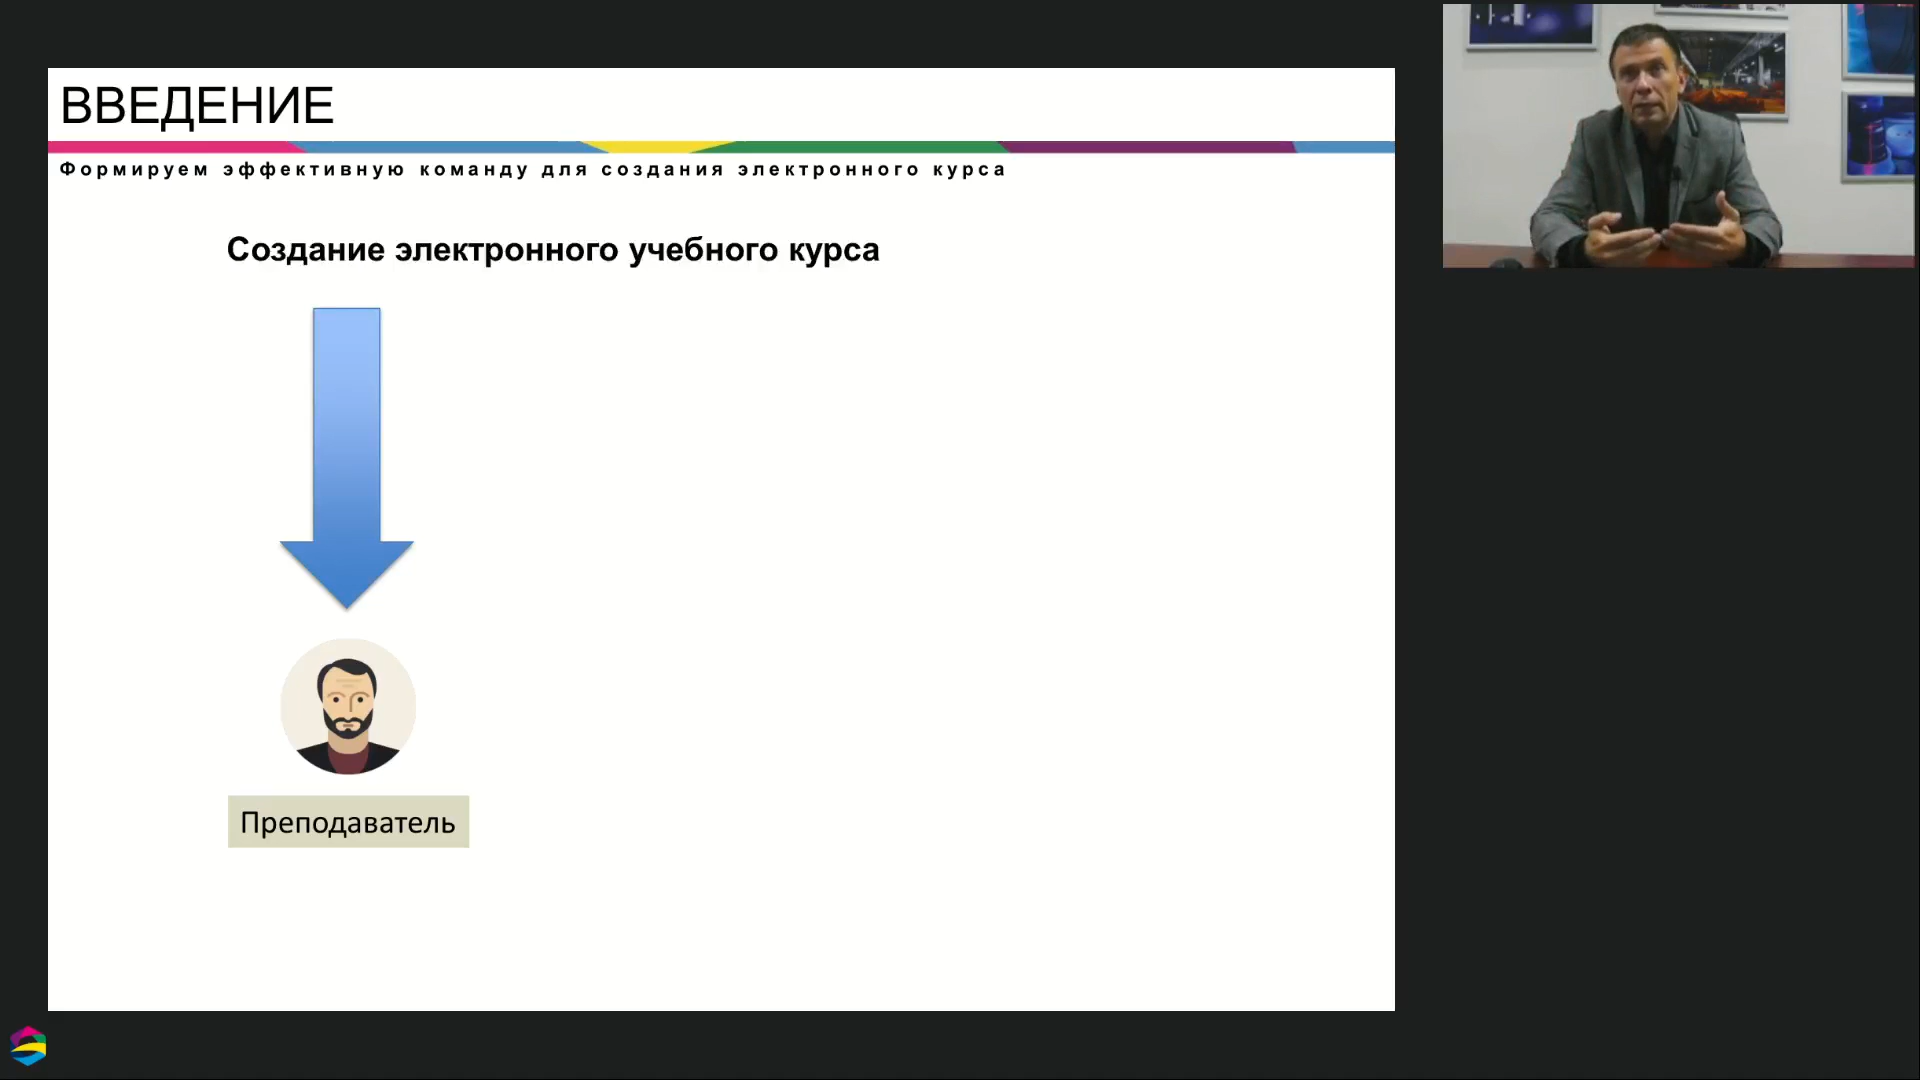 ВВЕДЕНИЕ
Формируем эффективную команду для создания электронного курса
Создание электронного учебного курса
Преподаватель